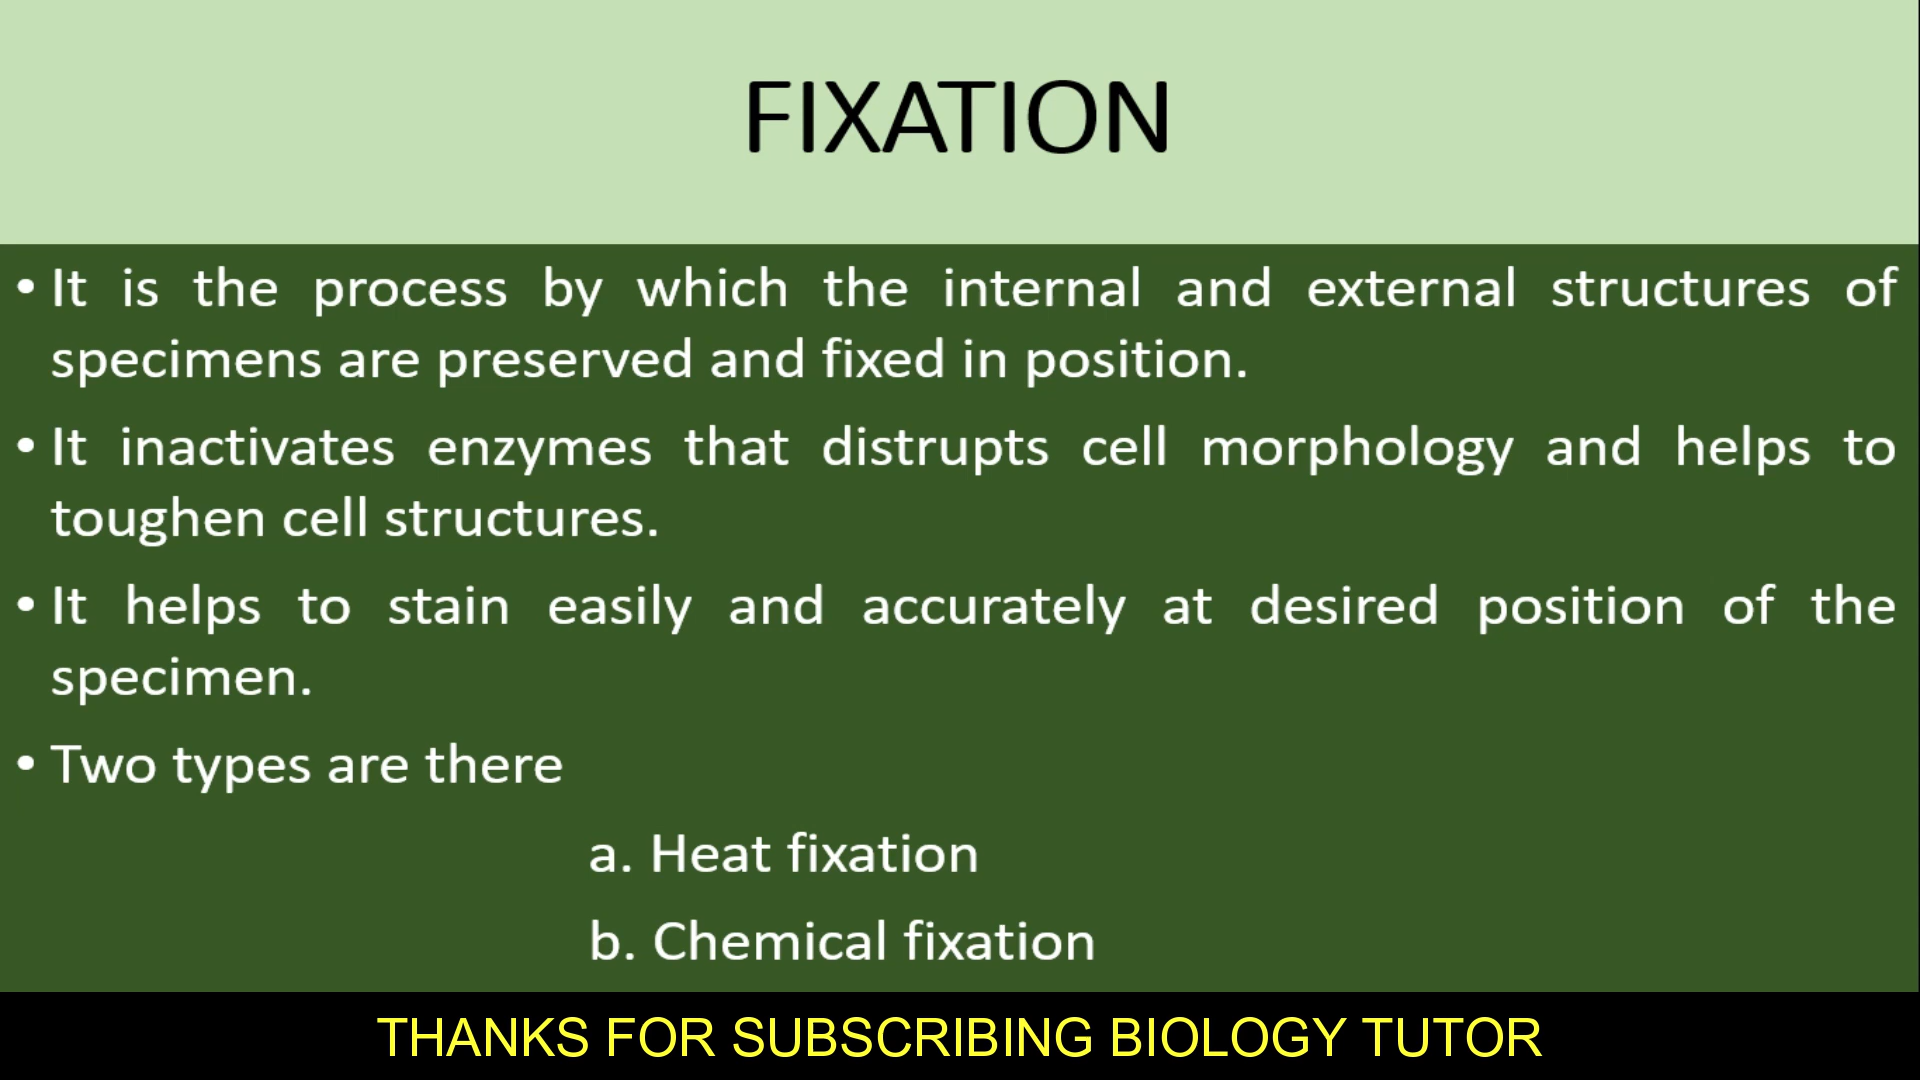 FIXATION
• It is the process by which the internal and external structures of
specimens are preserved and fixed in position.
• It inactivates enzymes that distrupts cell morphology and helps to
toughen cell structures.
• It helps to stain easily and accurately at desired position of the
specimen.
• Two types are there
a. Heat fixation
b. Chemical fixation
THANKS FOR SUBSCRIBING BIOLOGY TUTOR